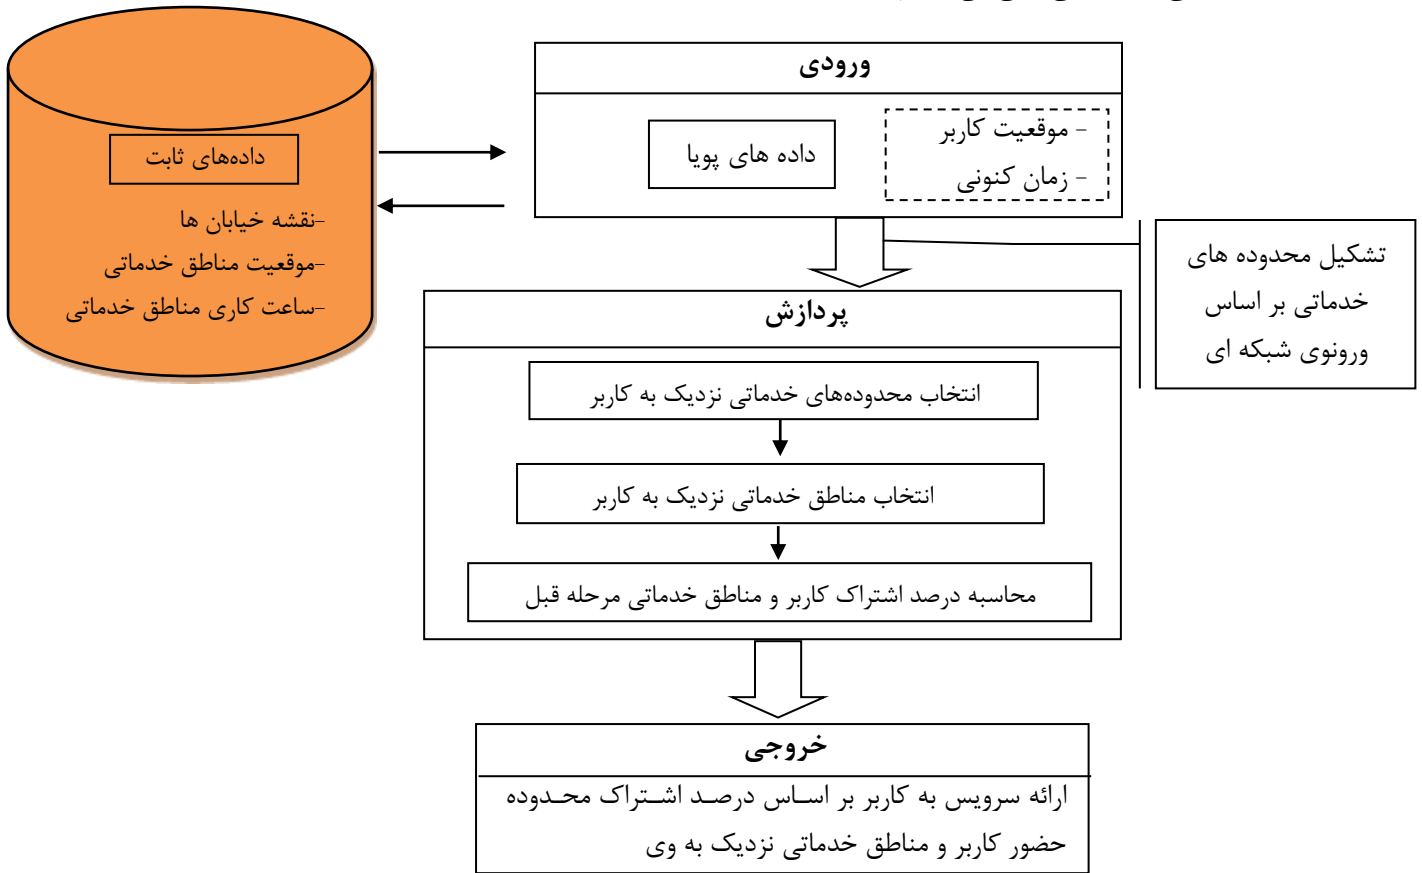 ورودی
داده های پویا
- موقعیت کاربر
- زمان کنونی
داده‌های ثابت
-نقشه خیابان ها
-موقعیت مناطق خدماتی
-ساعت کاری مناطق خدماتی
تشکیل محدوده های
خدماتی بر اساس
ورونوی شبکه ای
پردازش
انتخاب محدوده‌های خدماتی نزدیک به کاربر
انتخاب مناطق خدماتی نزدیک به کاربر
محاسبه درصد اشتراک کاربر و مناطق خدماتی مرحله قبل
خروجی
ارائه سرویس به کاربر بر اساس درصد اشتراک محدوده
حضور کاربر و مناطق خدماتی نزدیک به وی